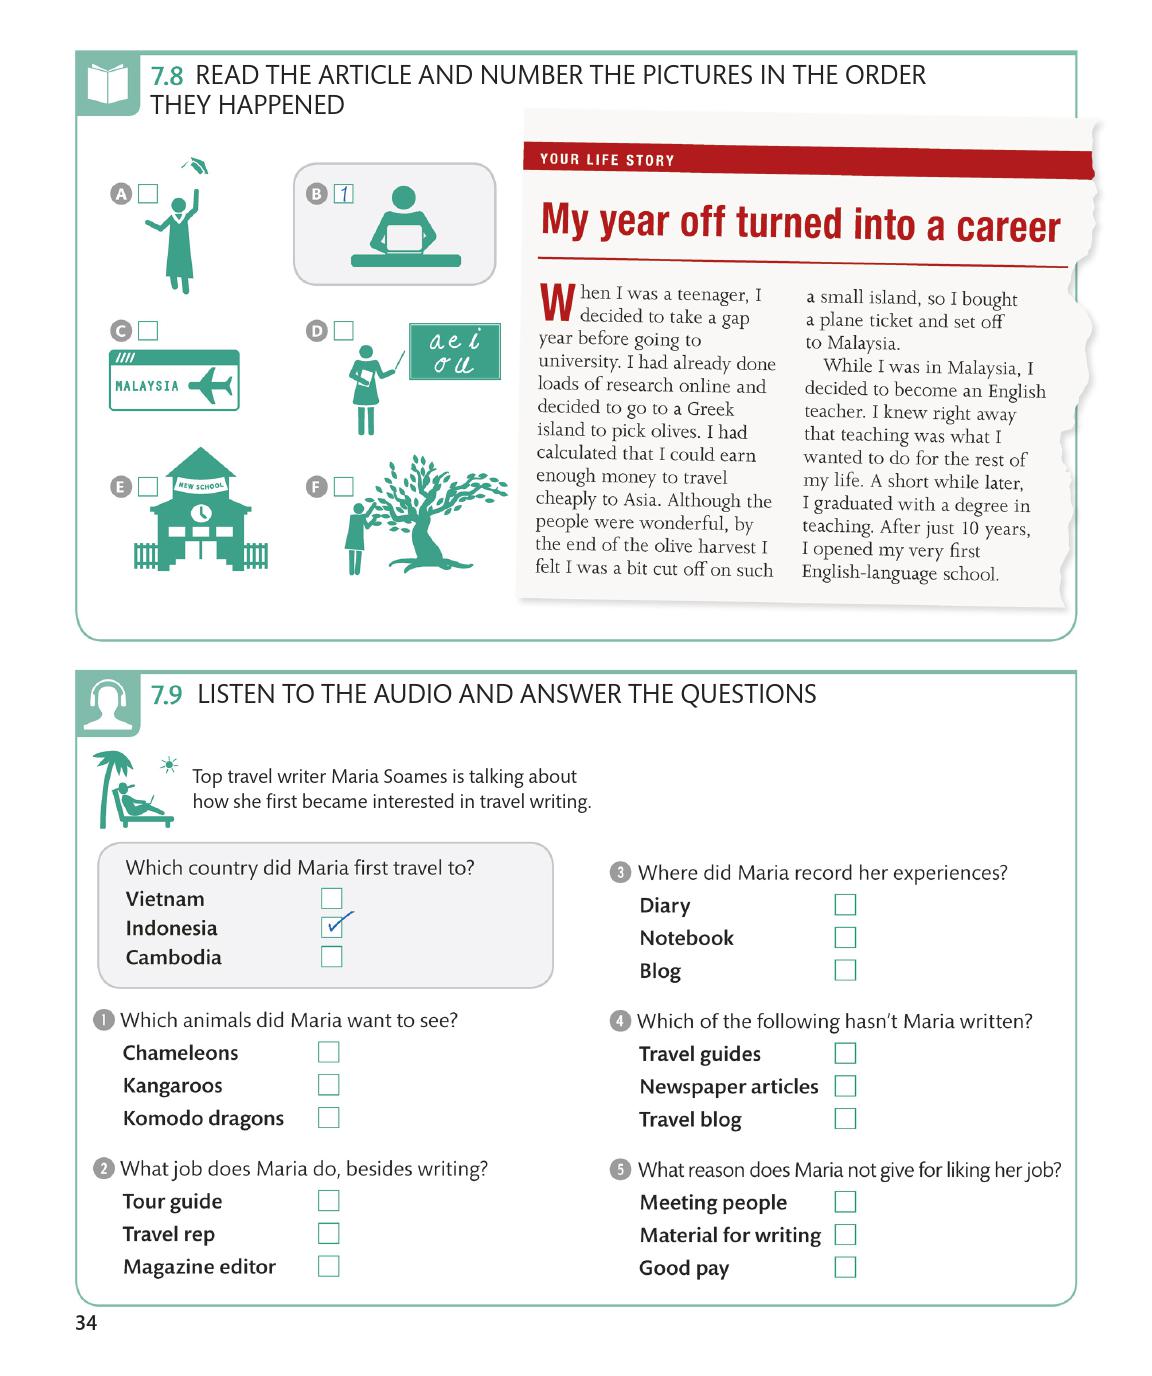 7.8 READ THE ARTICLE AND NUMBER THE PICTURES IN THE ORDER
THEY HAPPENED
A
B 1
C
MALAYSIA
D
a e i
o u
E
NEW SCHOOL
F
YOUR LIFE STORY
My year off turned into a career
When I was a teenager, I
decided to take a gap
year before going to
university. I had already done
loads of research online and
decided to go to a Greek
island to pick olives. I had
calculated that I could earn
enough money to travel
cheaply to Asia. Although the
people were wonderful, by
the end of the olive harvest I
felt I was a bit cut off on such
a small island, so I bought
a plane ticket and set off
to Malaysia.
While I was in Malaysia, I
decided to become an English
teacher. I knew right away
that teaching was what I
wanted to do for the rest of
my life. A short while later,
I graduated with a degree in
teaching. After just 10 years,
I opened my very first
English-language school.
7.9 LISTEN TO THE AUDIO AND ANSWER THE QUESTIONS
Top travel writer Maria Soames is talking about
how she first became interested in travel writing.
Which country did Maria first travel to?
Vietnam
Indonesia
Cambodia
1 Which animals did Maria want to see?
Chameleons
Kangaroos
Komodo dragons
2 What job does Maria do, besides writing?
Tour guide
Travel rep
Magazine editor
3 Where did Maria record her experiences?
Diary
Notebook
Blog
4 Which of the following hasn't Maria written?
Travel guides
Newspaper articles
Travel blog
5 What reason does Maria not give for liking her job?
Meeting people
Material for writing
Good pay
34